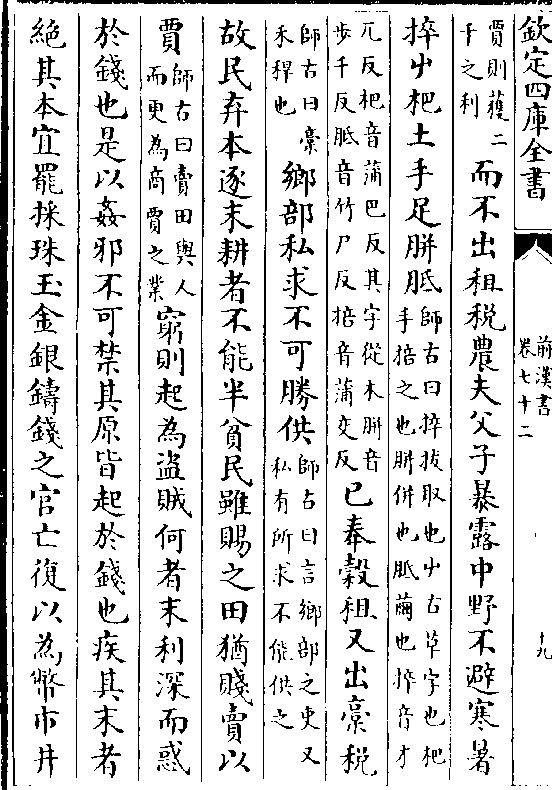 欽定四庫全書
前漢書
卷七十二
十九
賈則獲二
千之利
而不出租税農夫父子暴露中野不避寒暑
捽屮杷土手足胼胝
師古曰捽拔取也屮古草字也杷
手掊之也胼併也胝繭也捽音才
兀反杷音蒲巴反其字從木胼音
步千反胝音竹尸反掊音蒲交反
已奉穀租又出稾税
師古曰稾
禾稈也
鄉部私求不可勝供
師古曰言鄉部之吏又
私有所求不能供之
故民弃本逐末耕者不能半貧民雖賜之田猶賤賣以
賈
師古曰賣田與人
而更為商賈之業
窮則起為盜賊何者末利深而惑
於錢也是以姦邪不可禁其原皆起於錢也疾其末者
絶其本宜罷採珠玉金銀鑄錢之官亡復以為幣市井